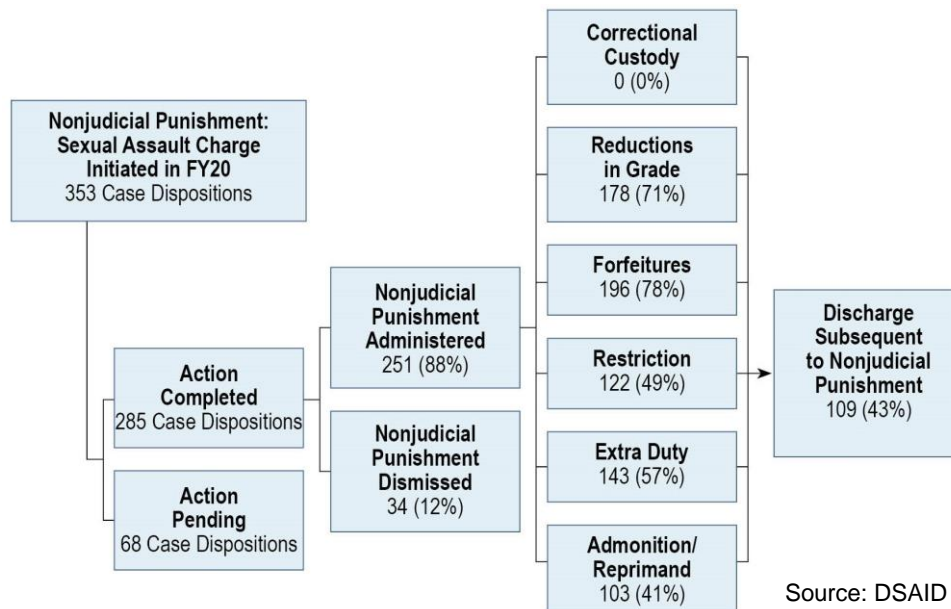 Nonjudicial Punishment:
Sexual Assault Charge
Initiated in FY20
353 Case Dispositions
Action
Completed
285 Case Dispositions
Action
Pending
68 Case Dispositions
Nonjudicial
Punishment
Administered
251 (88%)
Nonjudicial
Punishment
Dismissed
34 (12%)
Correctional
Custody
0 (0%)
Reductions
in Grade
178 (71%)
Forfeitures
196 (78%)
Restriction
122 (49%)
Extra Duty
143 (57%)
Admonition/
Reprimand
103 (41%)
Discharge
Subsequent
to Nonjudicial
Punishment
109 (43%)
Source: DSAID